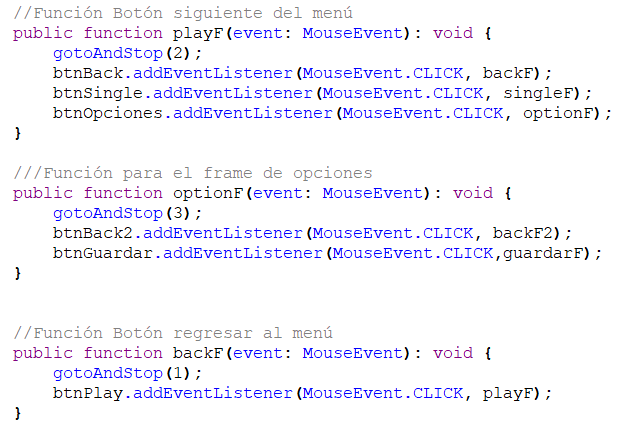 //Función Botón siguiente del menú
public function playF(event: MouseEvent): void {
gotoAndStop(2);
btnBack.addEventListener(MouseEvent.CLICK, backF);
btnSingle.addEventListener(MouseEvent.CLICK, singleF);
btnOpciones.addEventListener(MouseEvent.CLICK, optionF);
}
///Función para el frame de opciones
public function optionF(event: MouseEvent): void {
gotoAndStop(3);
btnBack2.addEventListener(MouseEvent.CLICK, backF2);
btnGuardar.addEventListener(MouseEvent.CLICK,guardarF);
}
//Función Botón regresar al menú
public function backF(event: MouseEvent): void {
gotoAndStop(1);
btnPlay.addEventListener(MouseEvent.CLICK, playF);
}